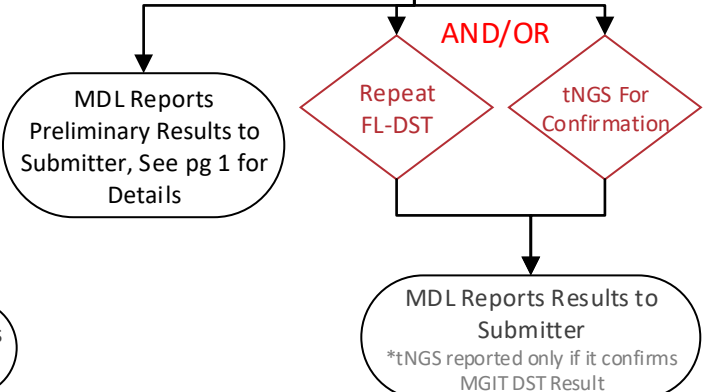 AND/OR
MDL Reports
Preliminary Results to
Submitter, See pg 1 for
Details
Repeat
FL-DST
tNGS For
Confirmation
MDL Reports Results to
Submitter
*tNGS reported only if it confirms
MGIT DST Result